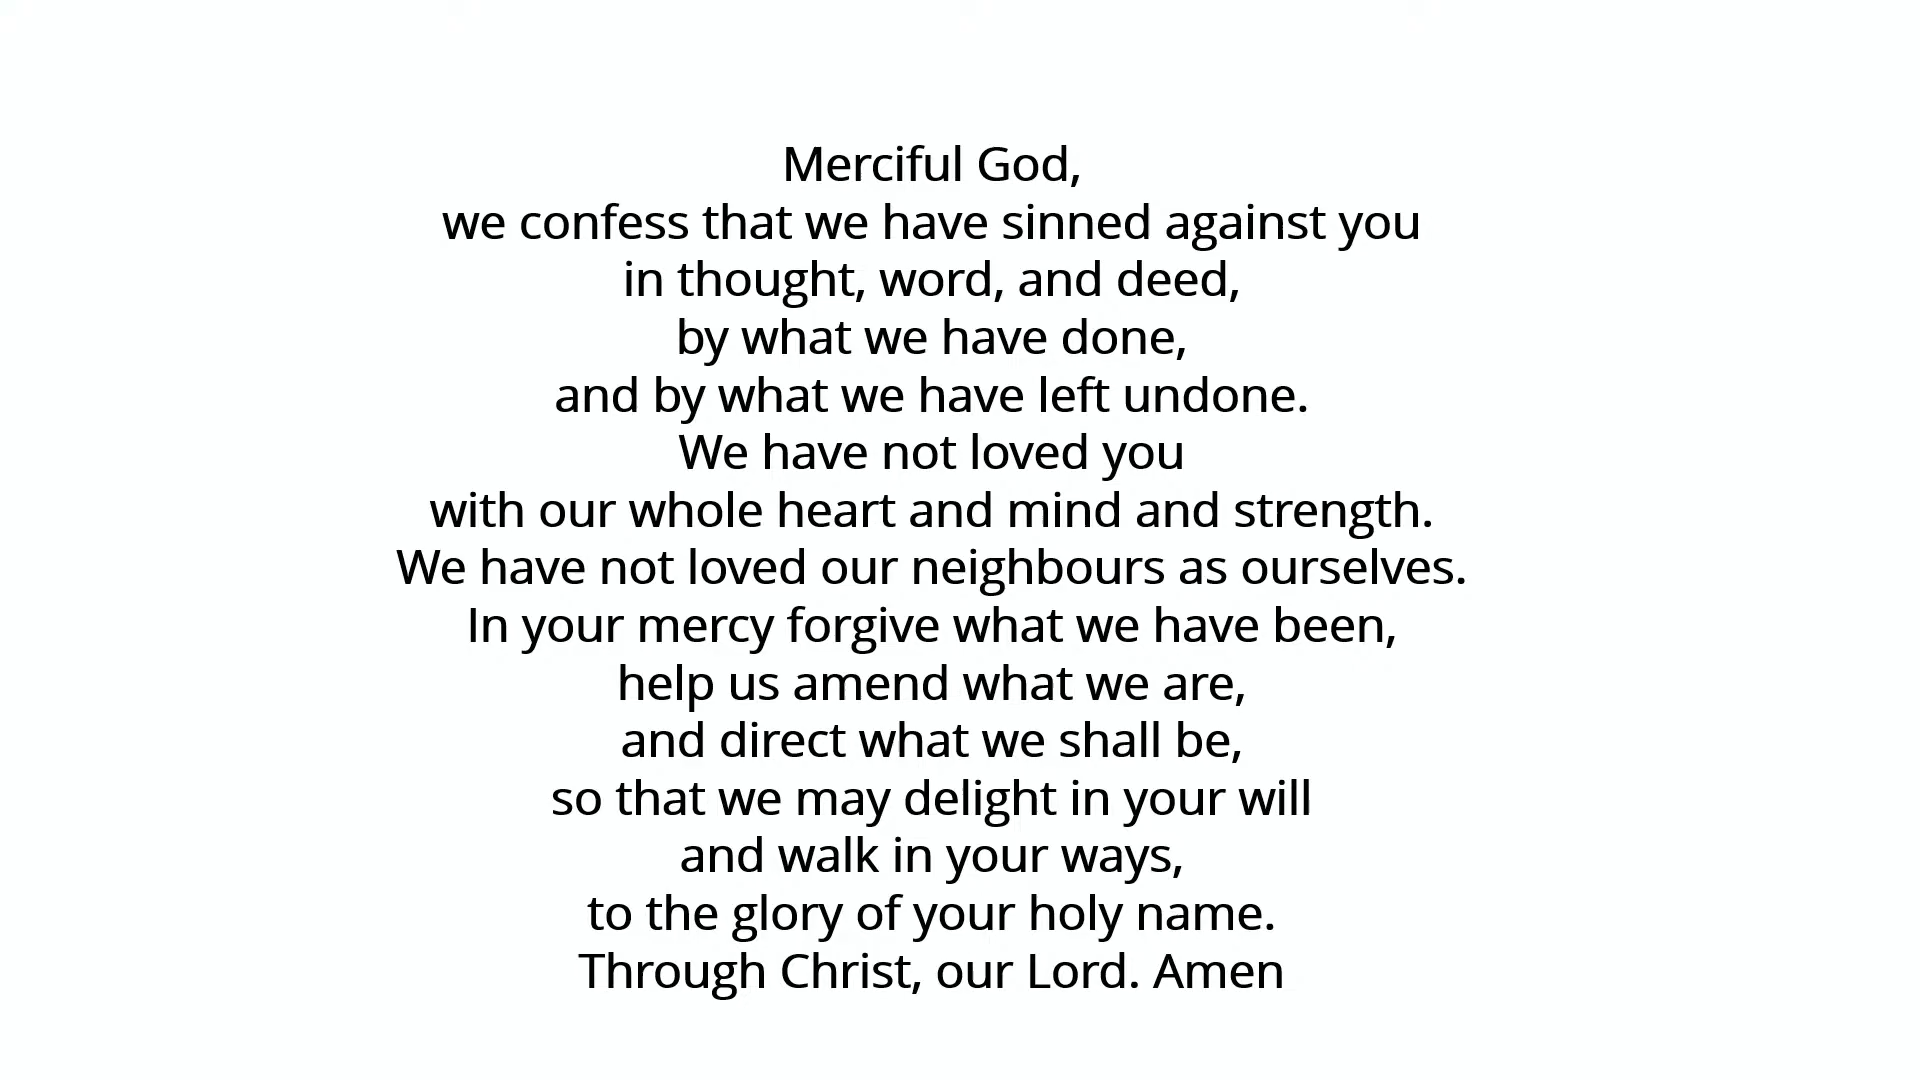 Merciful God,
we confess that we have sinned against you
in thought, word, and deed,
by what we have done,
and by what we have left undone.
We have not loved you
with our whole heart and mind and strength.
We have not loved our neighbours as ourselves.
In your mercy forgive what we have been,
help us amend what we are,
and direct what we shall be,
so that we may delight in your will
and walk in your ways,
to the glory of your holy name.
Through Christ, our Lord. Amen